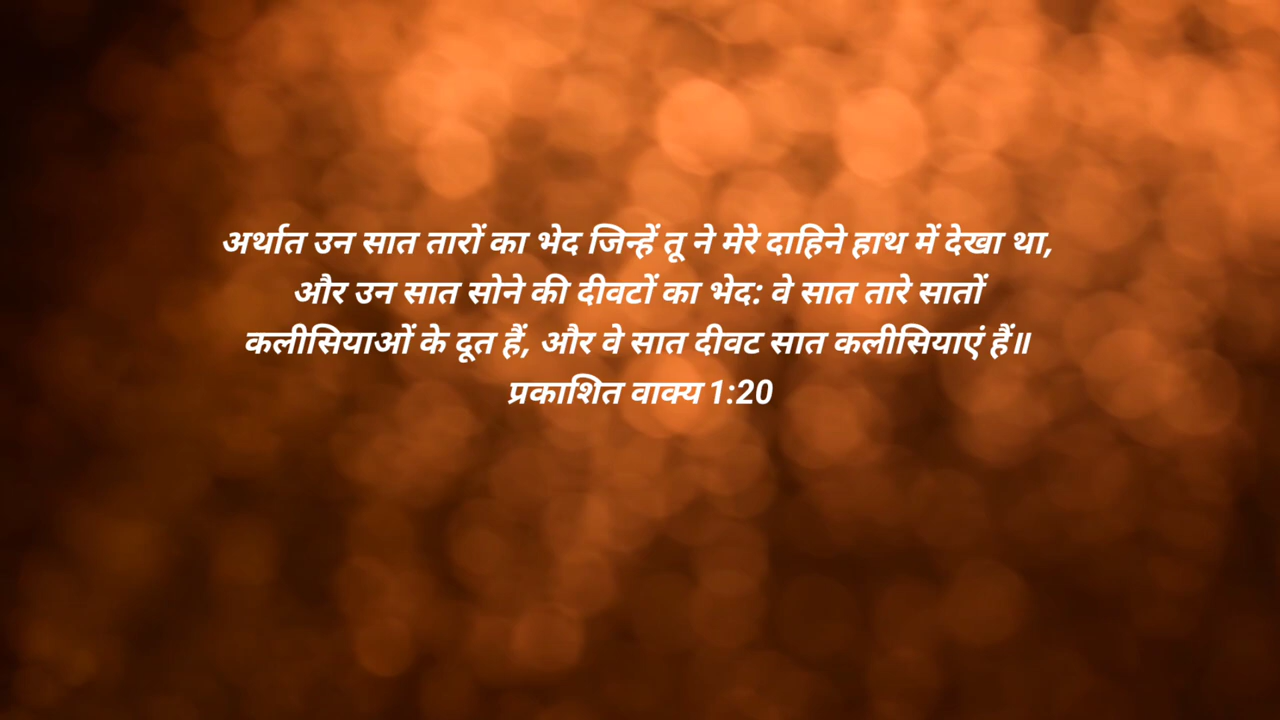 अर्थात उन सात तारों का भेद जिन्हें तू ने मेरे दाहिने हाथ में देखा था,
और उन सात सोने की दीवटों का भेद: वे सात तारे सातों
कलीसियाओं के दूत हैं, और वे सात दीवट सात कलीसियाएं हैं॥
प्रकाशित वाक्य 1:20